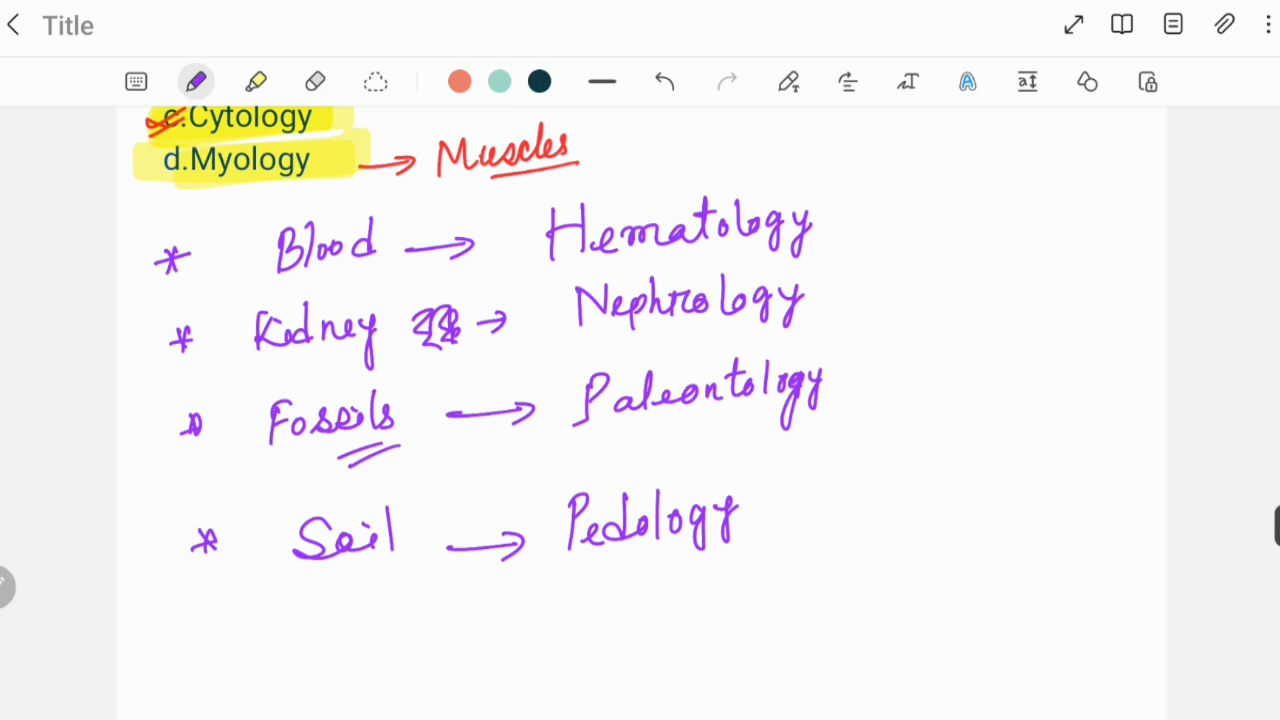 Title
c.Cytology
d.Myology → Muscles
* Blood → Hematology
* Kidney → Nephrology
* Fossils → Paleontology
* Soil → Pedology